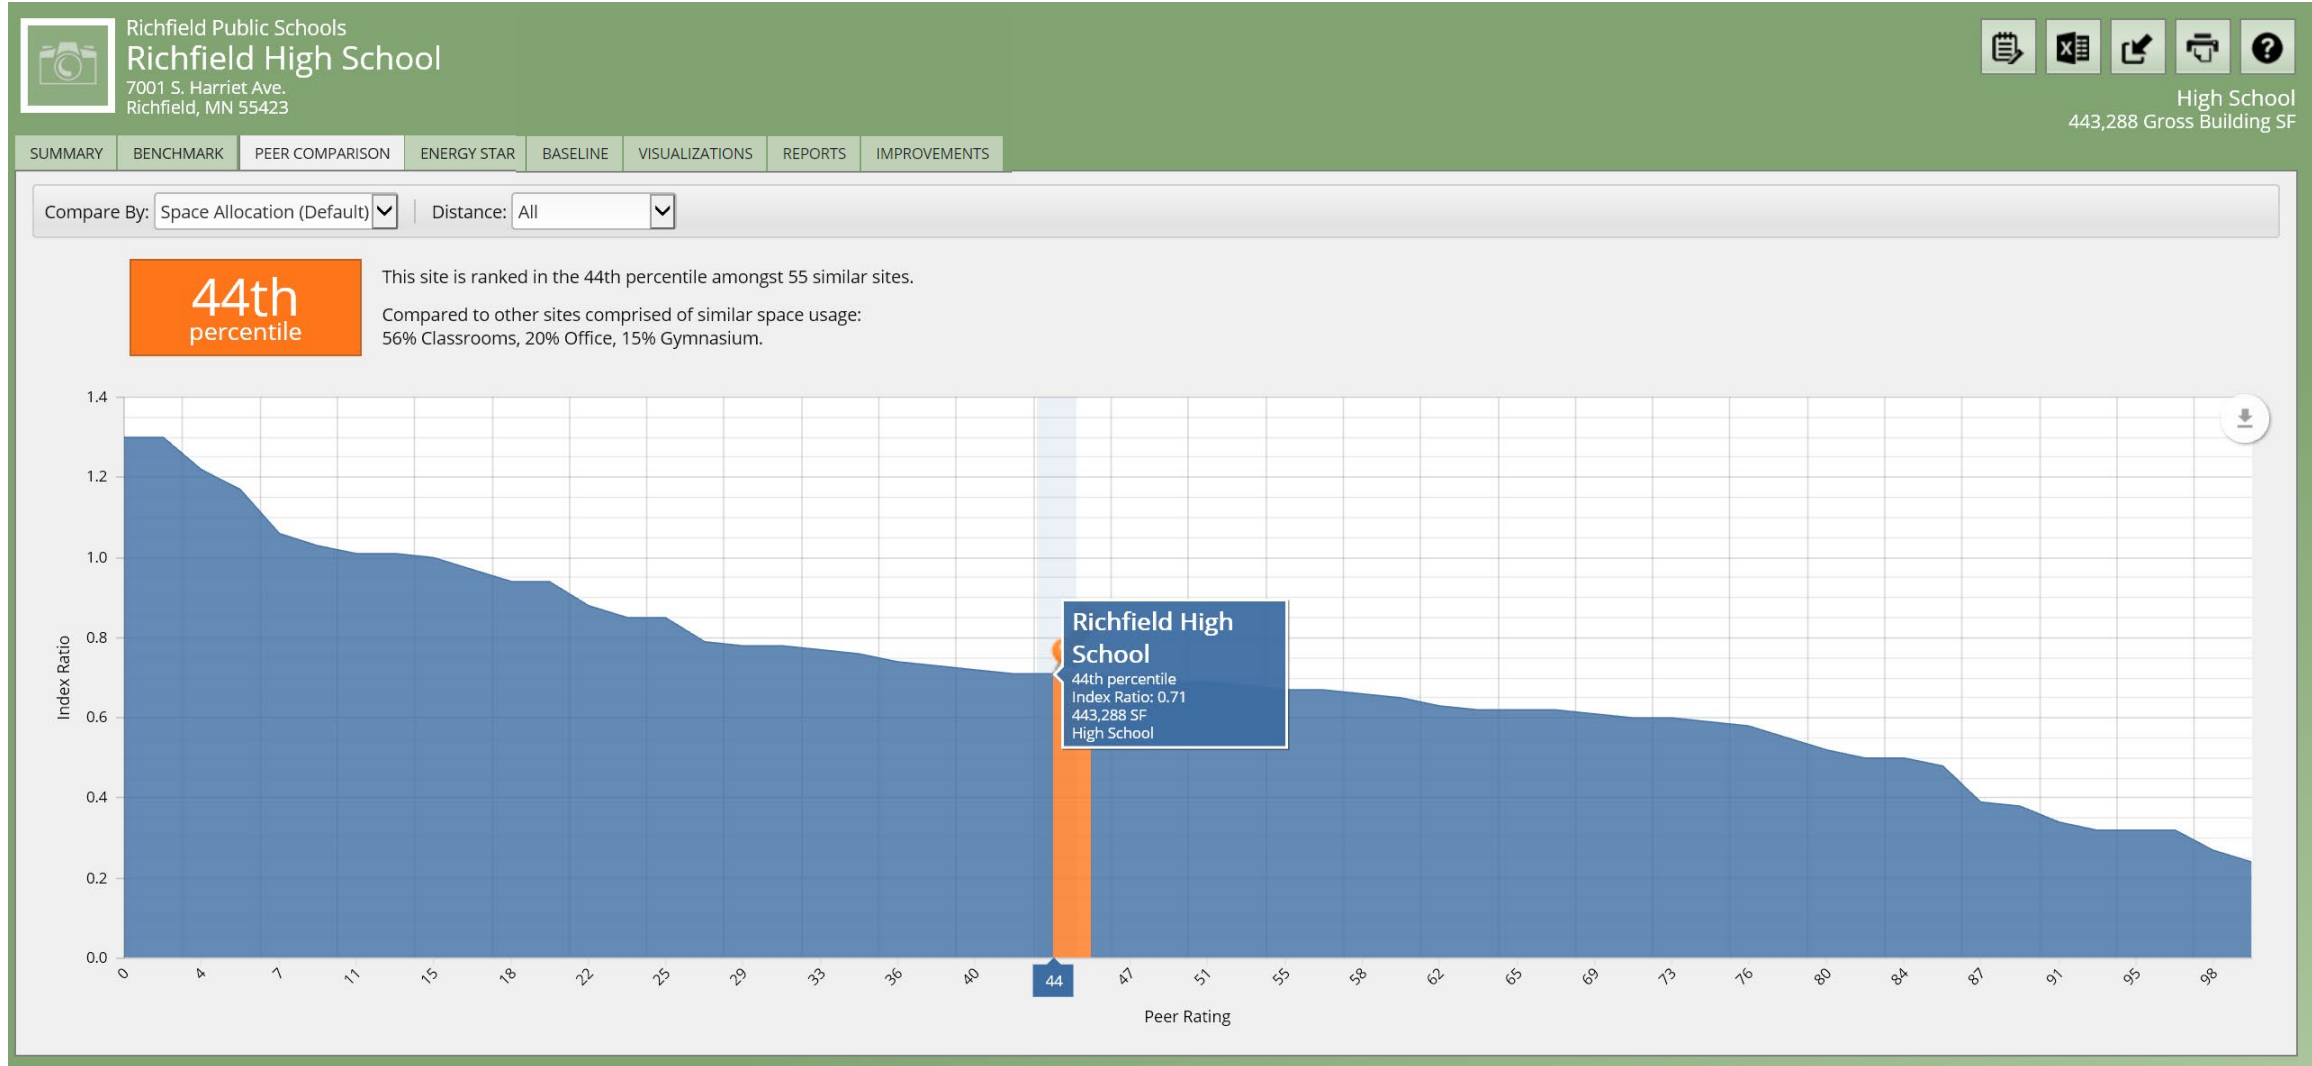 Richfield Public Schools
Richfield High School
7001 S. Harriet Ave.
Richfield, MN 55423
High School
443,288 Gross Building SF
SUMMARY BENCHMARK PEER COMPARISON ENERGY STAR BASELINE VISUALIZATIONS REPORTS IMPROVEMENTS
Compare By: Space Allocation (Default) Distance: All
44th
percentile
This site is ranked in the 44th percentile amongst 55 similar sites.
Compared to other sites comprised of similar space usage:
56% Classrooms, 20% Office, 15% Gymnasium.
1.4
1.2
1.0
0.8
0.6
0.4
0.2
0.0
Index Ratio
Richfield High
School
44th percentile
Index Ratio: 0.71
443,288 SF
High School
0 4 7 11 15 18 22 25 29 33 36 40 44 47 51 55 58 62 65 69 73 76 80 84 87 91 95 98
Peer Rating